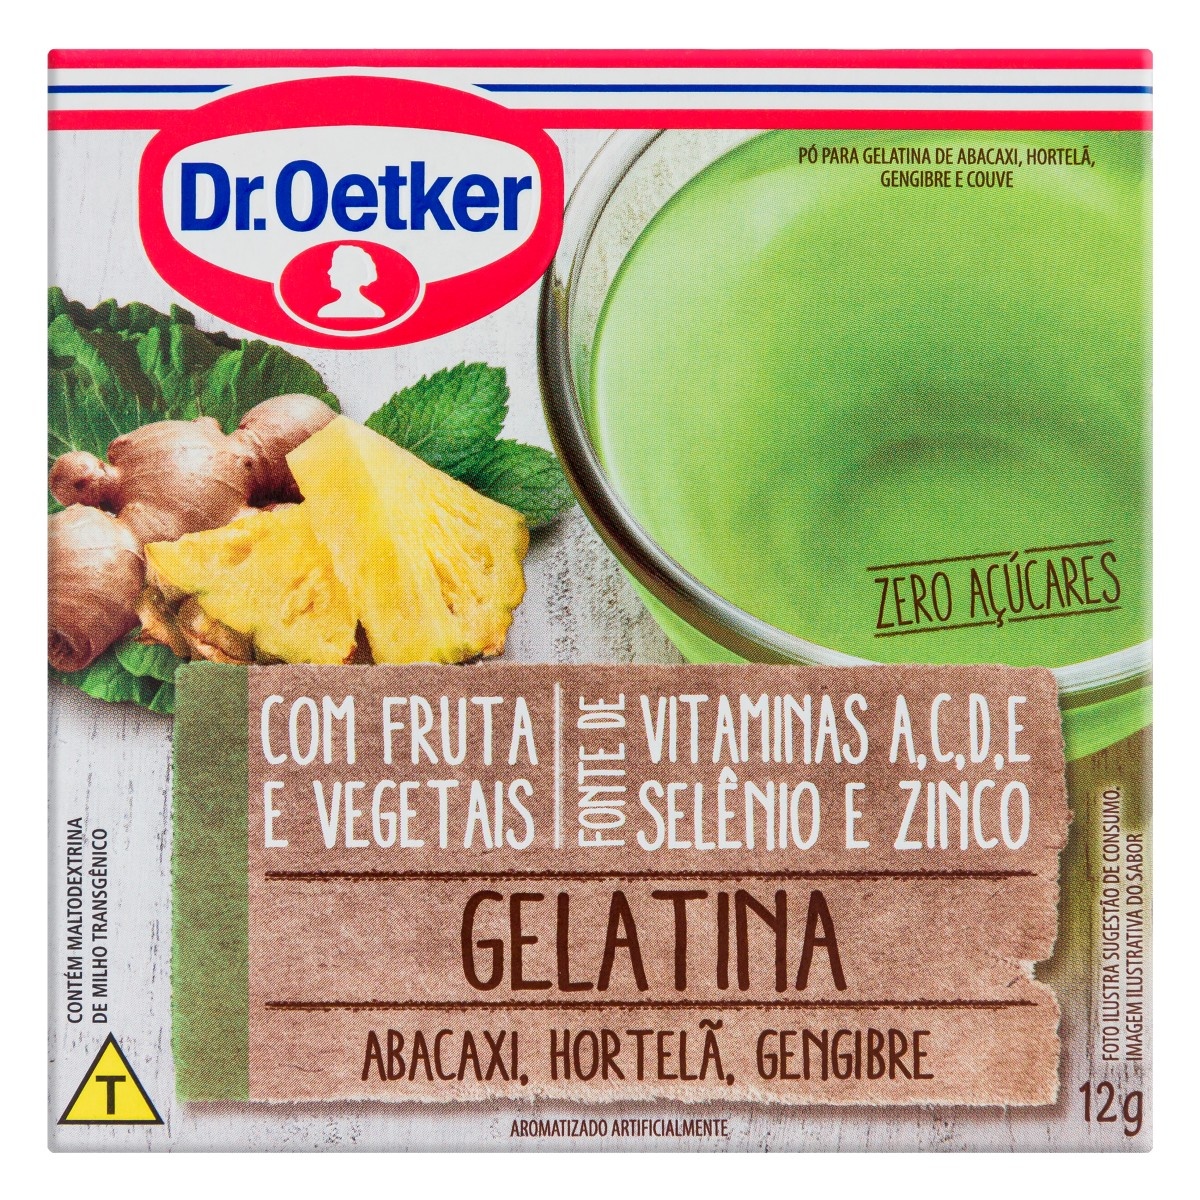 Dr.Oetker
PÓ PARA GELATINA DE ABACAXI, HORTELÃ,
GENGIBRE E COUVE
ZERO AÇÚCARES
COM FRUTA
E VEGETAIS
FONTE DE
VITAMINAS A,C,D,E
SELÊNIO E ZINCO
GELATINA
ABACAXI, HORTELÃ, GENGIBRE
CONTÉM MALTODEXTRINA
DE MILHO TRANSGÊNICO
T
AROMATIZADO ARTIFICIALMENTE
FOTO ILUSTRA SUGESTÃO DE CONSUMO.
IMAGEM ILUSTRATIVA DO SABOR
12g